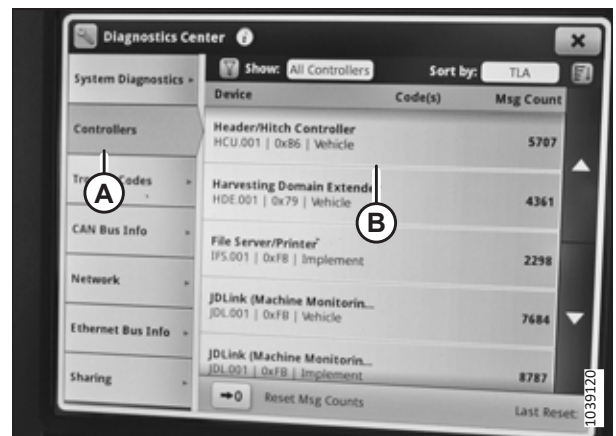 Diagnostics Center
Show: All Controllers Sort by: TLA
System Diagnostics
Controllers
CAN Bus Info
Network
Ethernet Bus Info
Sharing
Device Code(s) Msg Count
Header/Hitch Controller
HCU.001 | 0xB6 | Vehicle 5707
Harvesting Domain
HDE.001 | 0x79 | Vehicle 4361
File Server/Printer
IFS.001 | 0xFB | Implement 2298
JDLink (Machine Monitorin...
JDL.001 | 0xFB | Vehicle 7684
JDLink (Machine Monitorin...
JDL.001 | 0xFB | Implement 8787
→0 Reset Msg Counts Last Reset:
A
B
1039120